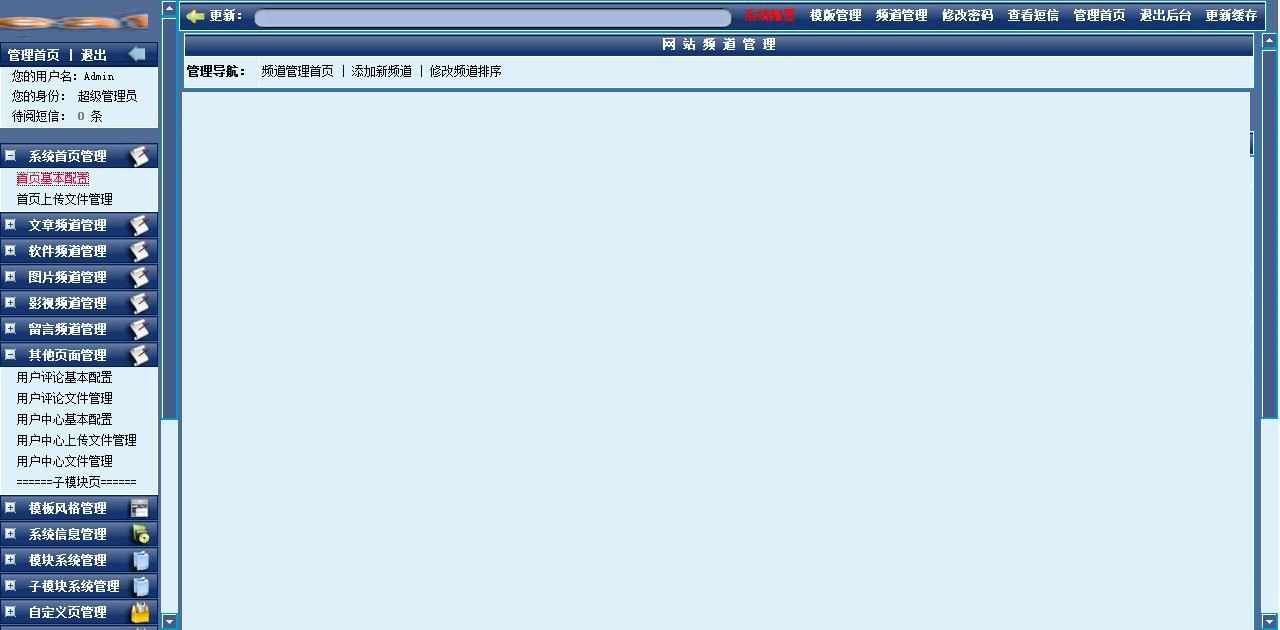 更新： 系统配置 模版管理 频道管理 修改密码 查看短信 管理首页 退出后台 更新缓存
网站频道管理
管理导航： 频道管理首页 | 添加新频道 | 修改频道排序
管理首页 | 退出
您的用户名：Admin
您的身份： 超级管理员
待阅短信： 0 条
系统首页管理
首页基本配置
首页上传文件管理
文章频道管理
软件频道管理
图片频道管理
影视频道管理
留言频道管理
其他页面管理
用户评论基本配置
用户评论文件管理
用户中心基本配置
用户中心上传文件管理
用户中心文件管理
======子模块页======
模板风格管理
系统信息管理
模块系统管理
子模块系统管理
自定义页管理